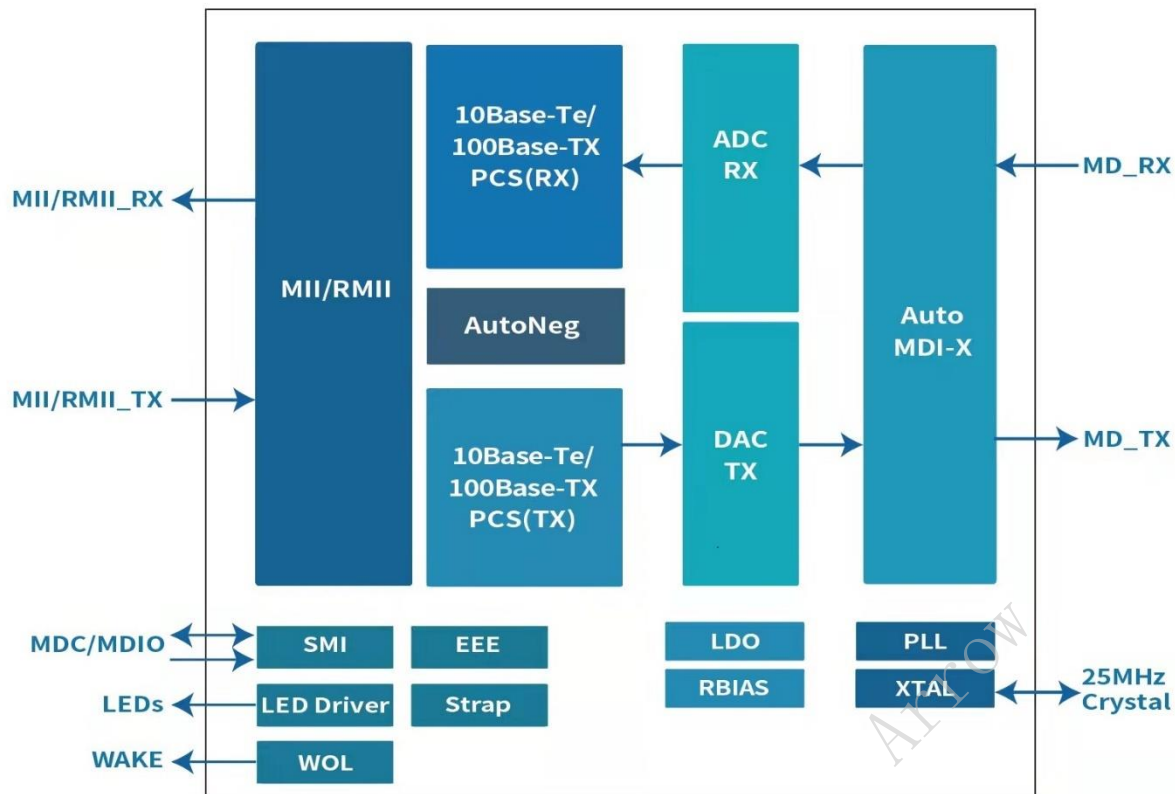 10Base-Te/
100Base-TX
PCS(RX)
ADC
RX
MD_RX
MII/RMII_RX
MII/RMII
AutoNeg
Auto
MDI-X
MII/RMII_TX
10Base-Te/
100Base-TX
PCS(TX)
DAC
TX
MD_TX
MDC/MDIO
SMI
EEE
LDO
PLL
LEDs
LED Driver
Strap
RBIAS
XTAL
25MHz
Crystal
WAKE
WOL
Arrow